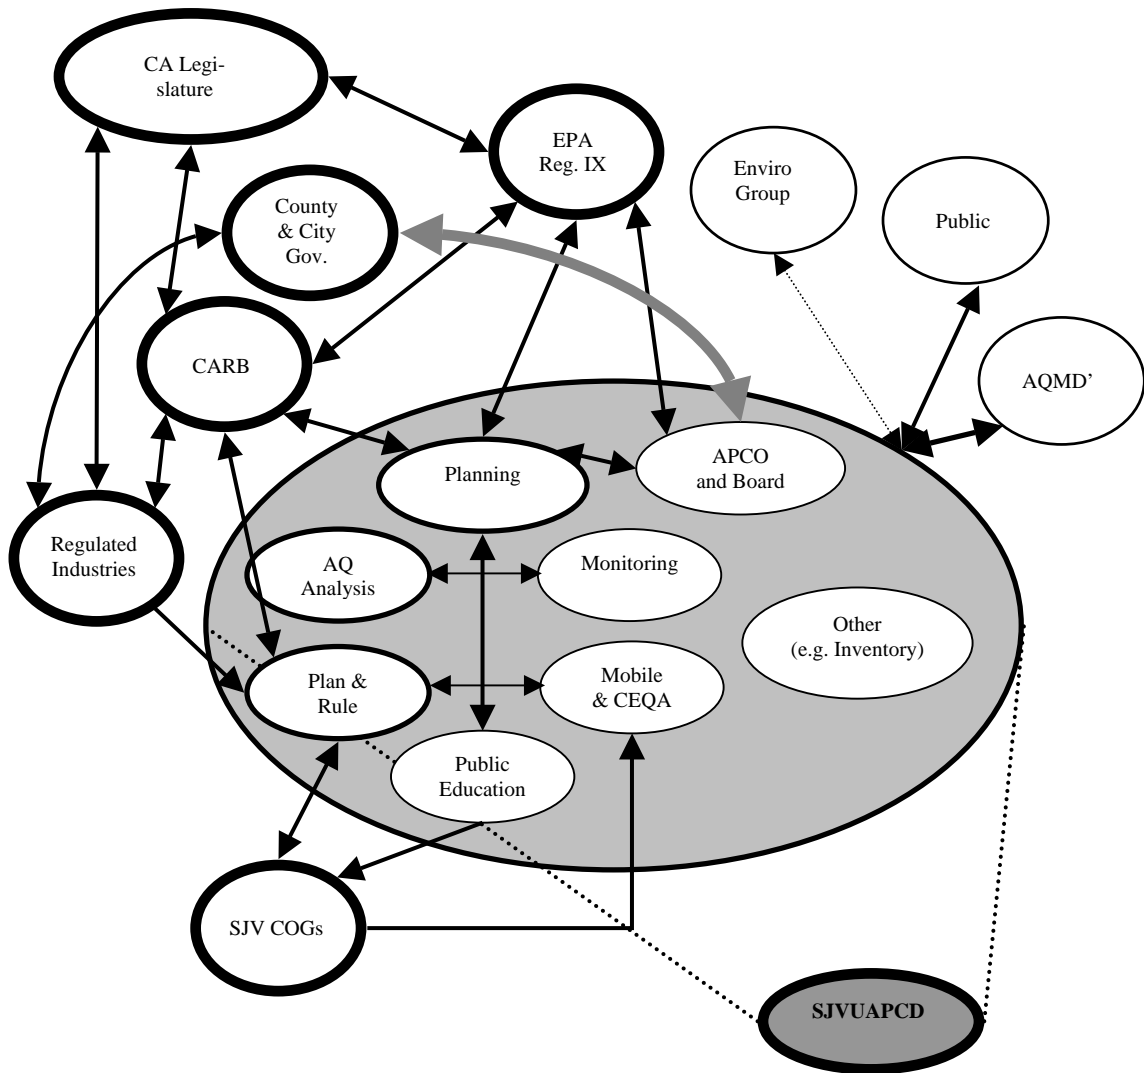 CA Legi-
slature
EPA
Reg. IX
Enviro
Group
County
& City
Gov.
Public
CARB
AQMD’
Planning
APCO
and Board
Regulated
Industries
AQ
Analysis
Monitoring
Other
(e.g. Inventory)
Plan &
Rule
Mobile
& CEQA
Public
Education
SJV COGs
SJVUAPCD